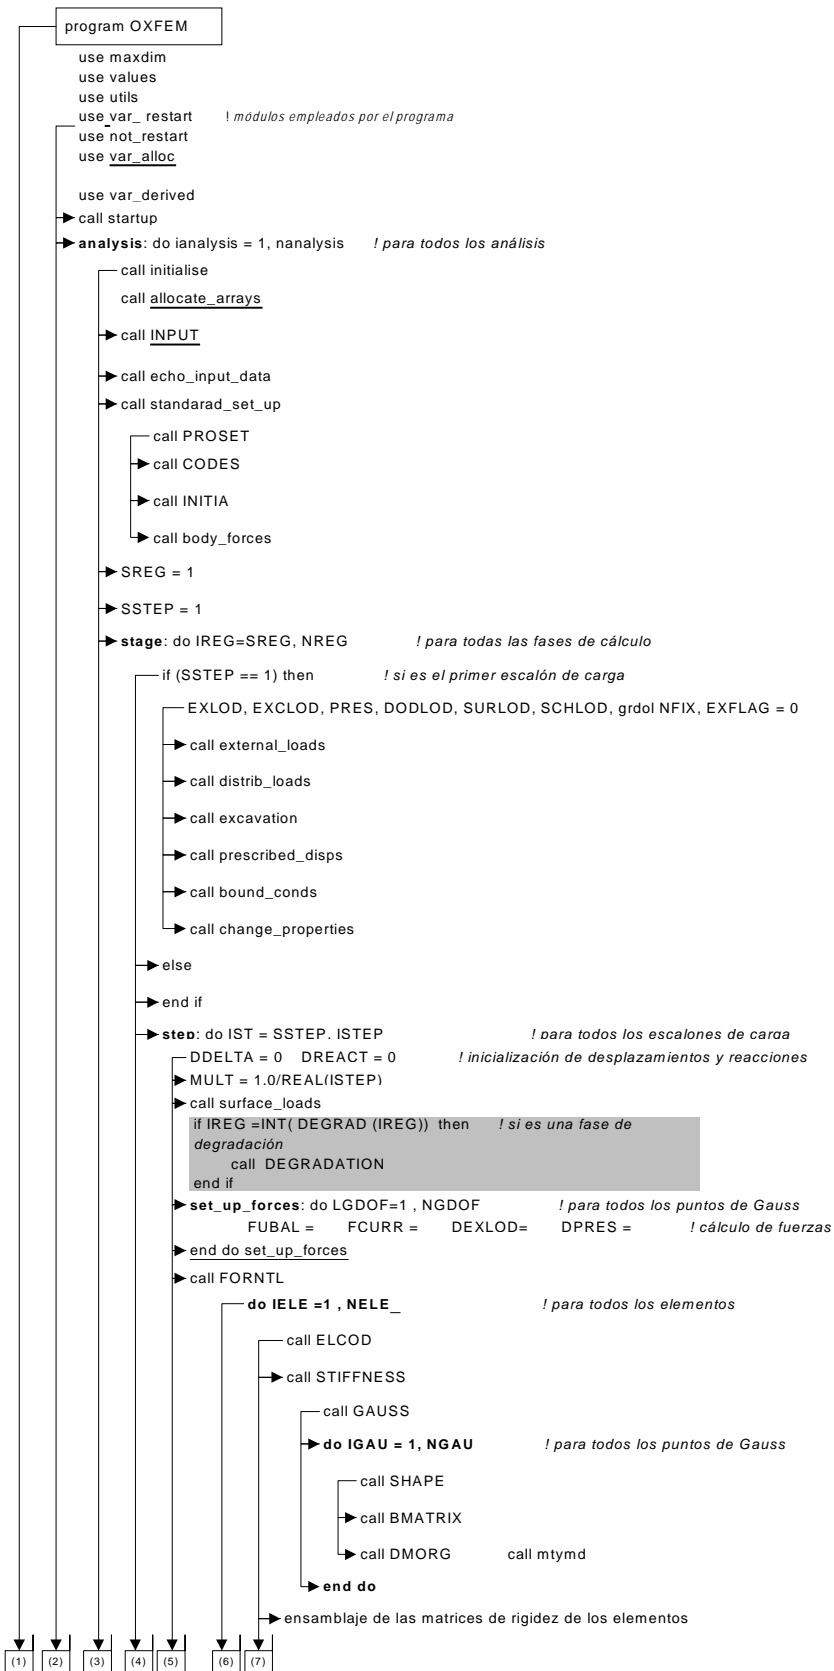 program OXFEM
use maxdim
use values
use utils
use var_ restart ! módulos empleados por el programa
use not_restart
use var_alloc
use var_derived
call startup
analysis: do ianalysis = 1, nanalysis ! para todos los análisis
call initialise
call allocate_arrays
call INPUT
call echo_input_data
call standarad_set_up
call PROSET
call CODES
call INITIA
call body_forces
SREG = 1
SSTEP = 1
stage: do IREG=SREG, NREG ! para todas las fases de cálculo
if (SSTEP == 1) then ! si es el primer escalón de carga
EXLOD, EXCLOD, PRES, DODLOD, SURLOD, SCHLOD, grdol NFIX, EXFLAG = 0
call external_loads
call distrib_loads
call excavation
call prescribed_disps
call bound_conds
call change_properties
else
end if
step: do IST = SSTEP, ISTEP ! para todos los escalones de carga
DDELTA = 0 DREACT = 0 ! inicialización de desplazamientos y reacciones
MULT = 1.0/REAL(ISTEP)
call surface_loads
if IREG =INT( DEGRAD (IREG)) then ! si es una fase de
degradación
call DEGRADATION
end if
set_up_forces: do LGDOF=1 , NGDOF ! para todos los puntos de Gauss
FUBAL = FCURR = DEXLOD= DPRES = ! cálculo de fuerzas
end do set_up_forces
call FORNTL
do IELE =1 , NELE_ ! para todos los elementos
call ELCOD
call STIFFNESS
call GAUSS
do IGAU = 1, NGAU ! para todos los puntos de Gauss
call SHAPE
call BMATRIX
call DMORG call mtymd
end do
ensamblaje de las matrices de rigidez de los elementos
(1) (2) (3) (4) (5) (6) (7)